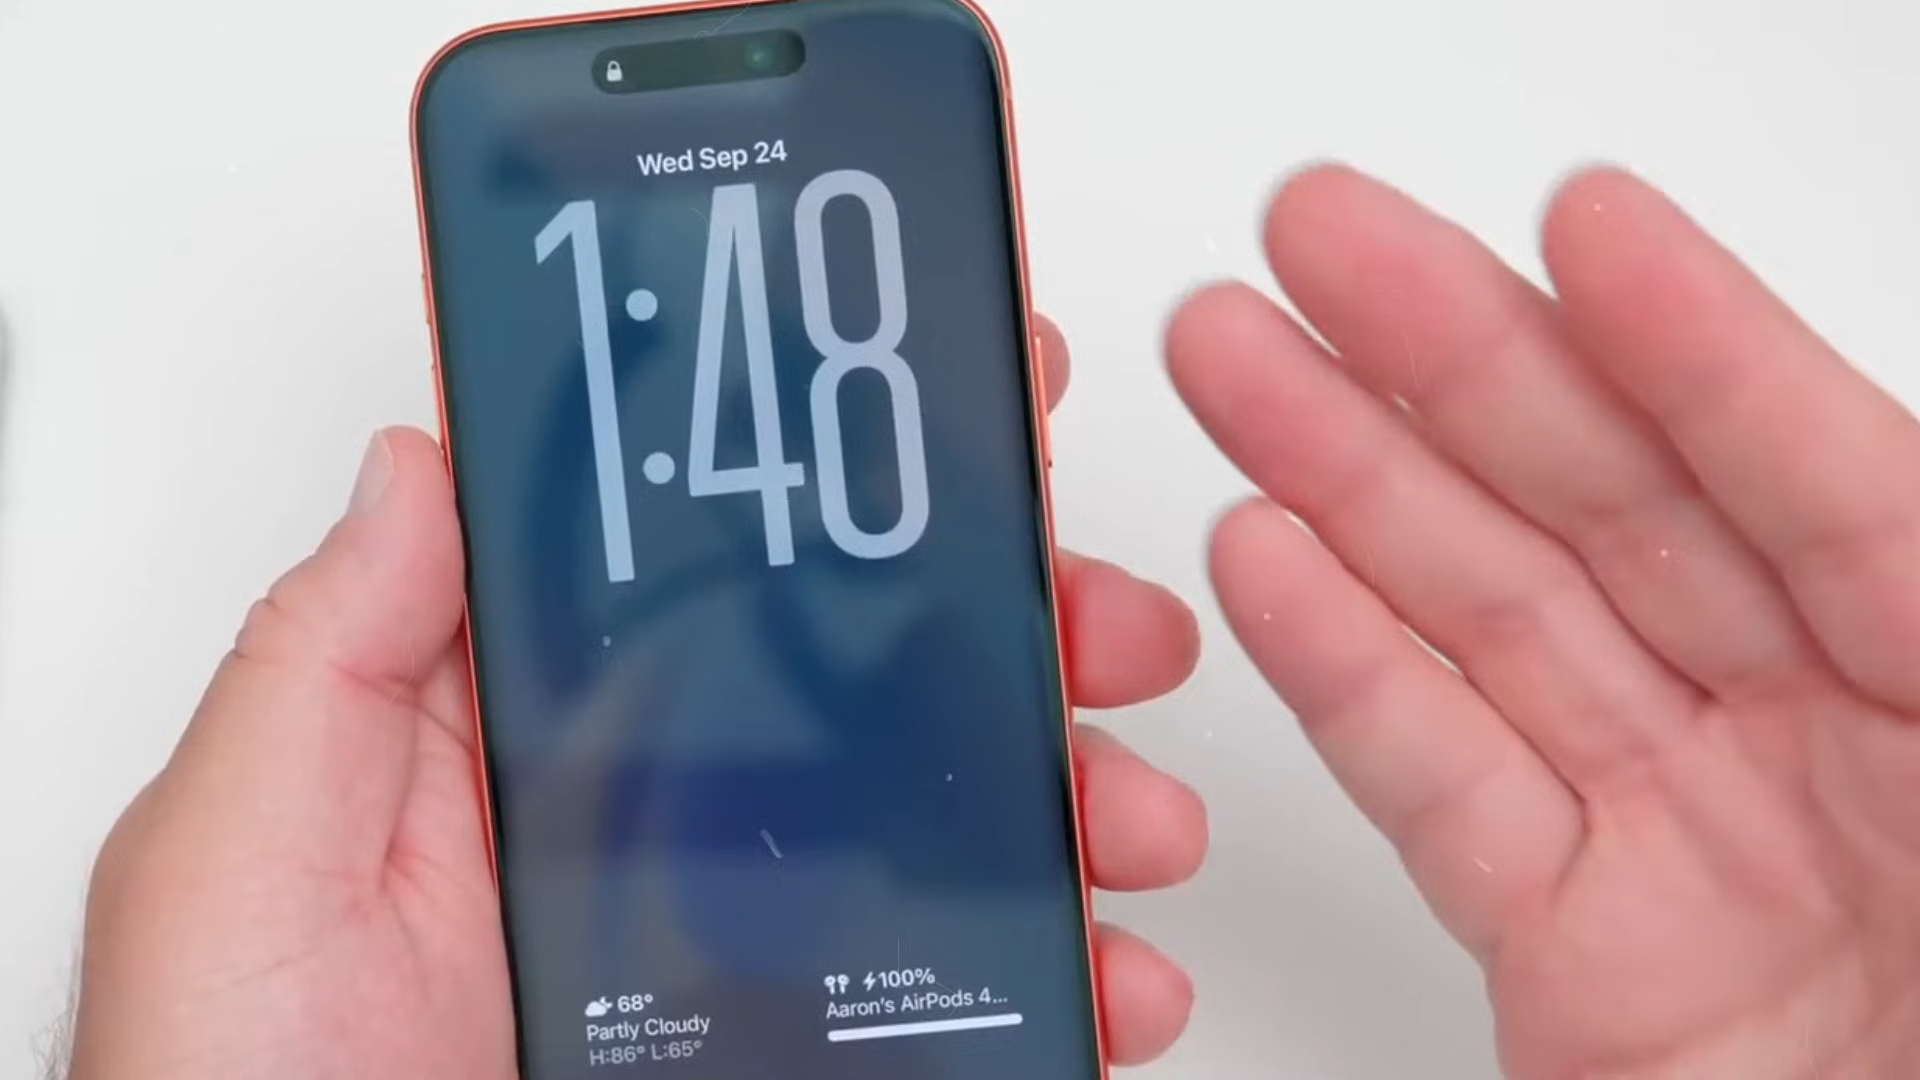 Wed Sep 24
1:48
68°
Partly Cloudy
H:86° L:65°
100%
Aaron's AirPods 4...